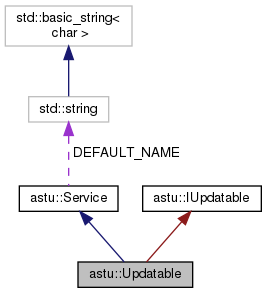 std::basic_string<
char >
std::string
DEFAULT_NAME
astu::Service
astu::IUpdatable
astu::Updatable